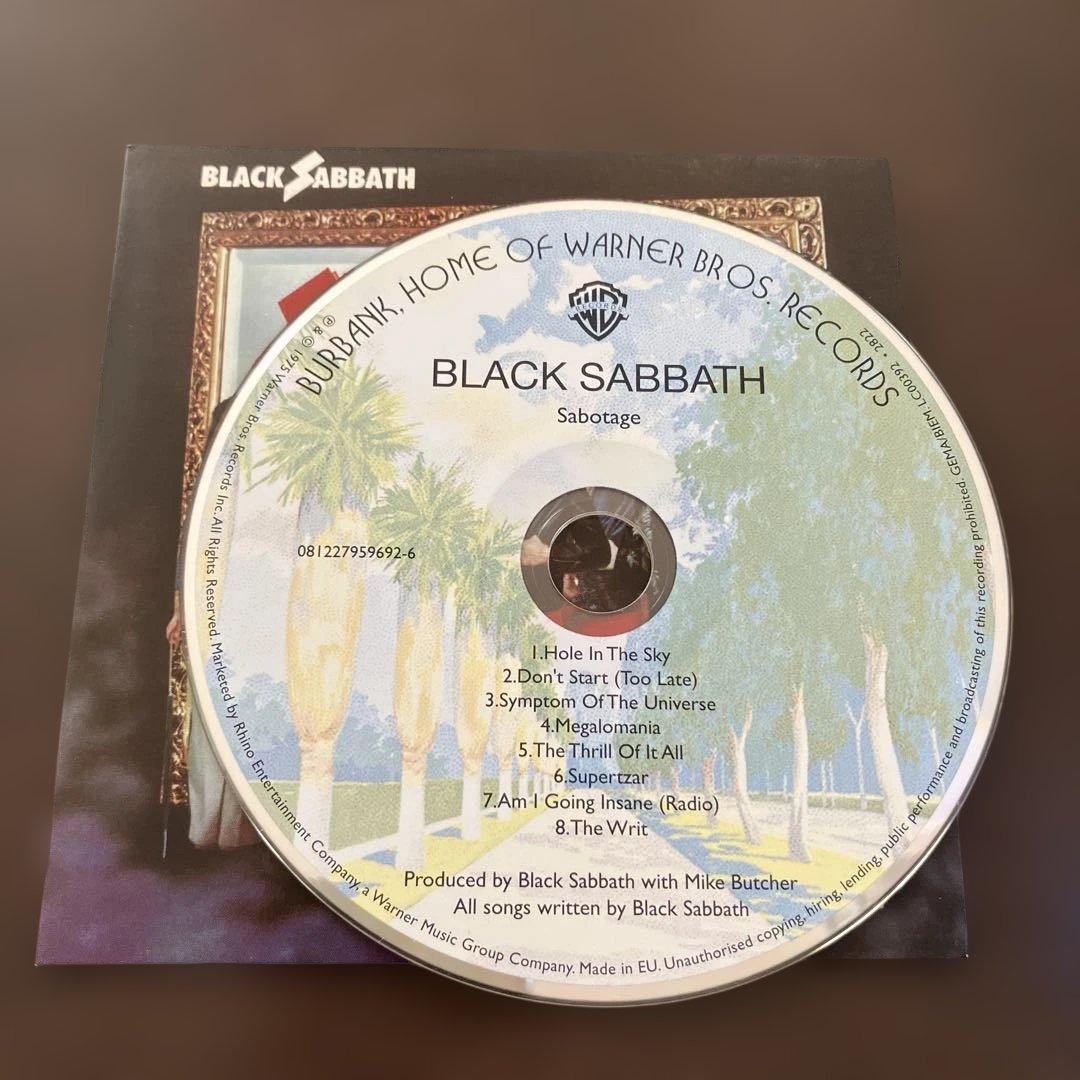 BLACK SABBATH
BURBANK, HOME OF WARNER BROS. RECORDS
WB
RECORDS
BLACK SABBATH
Sabotage
081227959692-6
1.Hole In The Sky
2.Don't Start (Too Late)
3.Symptom Of The Universe
4.Megalomania
5.The Thrill Of It All
6.Supertzar
7.Am I Going Insane (Radio)
8.The Writ
Produced by Black Sabbath with Mike Butcher
All songs written by Black Sabbath
℗ & © 1975 Warner Bros. Records Inc. All Rights Reserved. Marketed by Rhino Entertainment Company, a Warner Music Group Company. Made in EU. Unauthorised copying, hiring, lending, public performance and broadcasting of this recording prohibited. GEMA/BIEM LC00392 • 2822